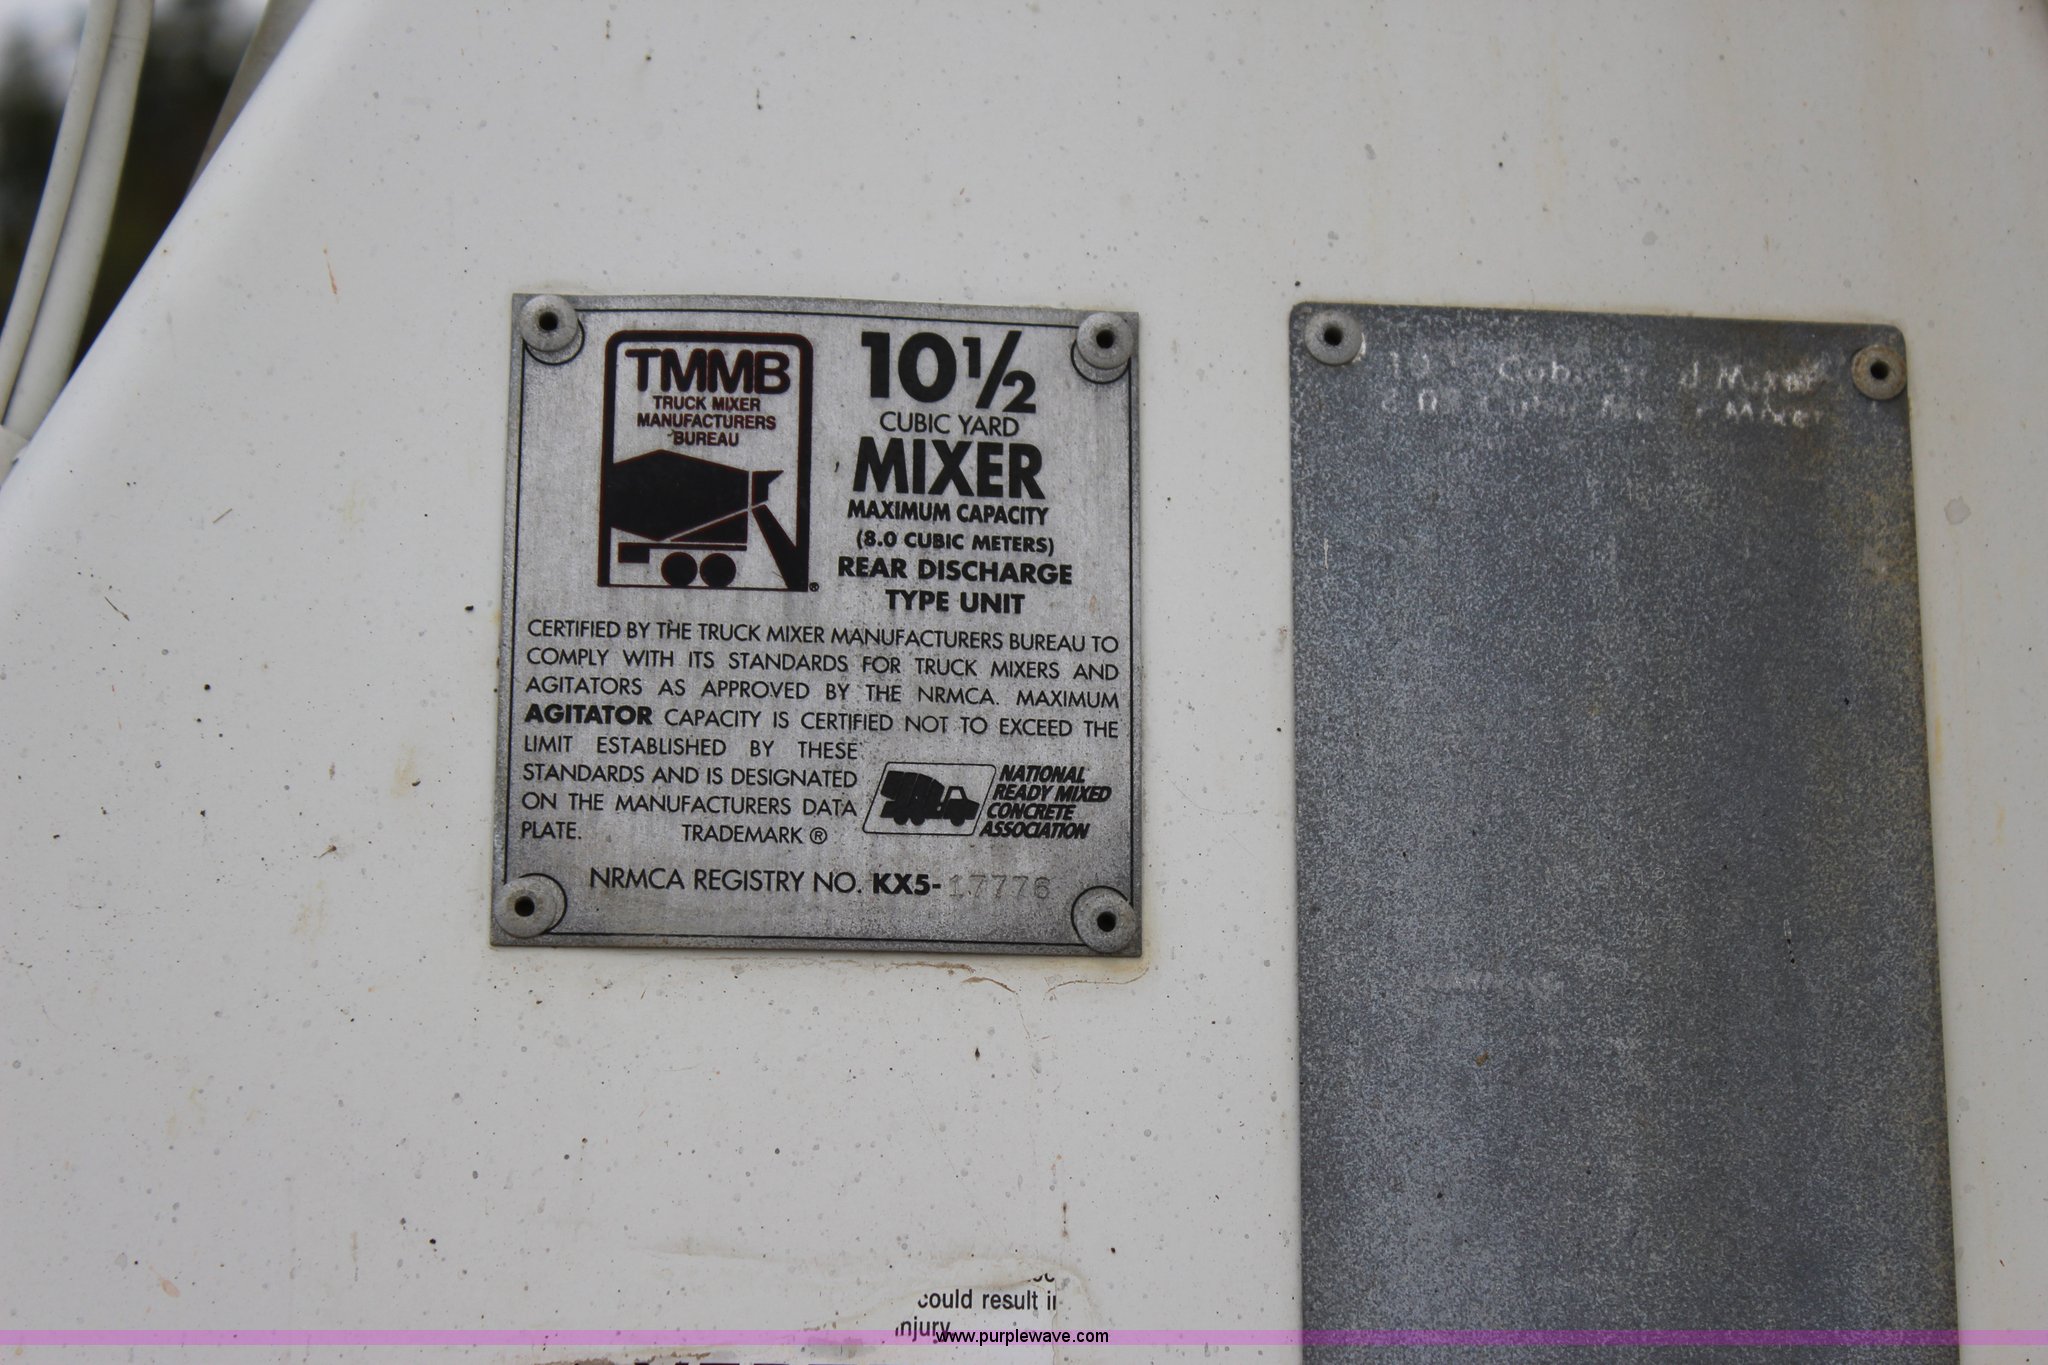 TMMB
TRUCK MIXER
MANUFACTURERS
BUREAU
®
10½
CUBIC YARD
MIXER
MAXIMUM CAPACITY
(8.0 CUBIC METERS)
REAR DISCHARGE
TYPE UNIT
CERTIFIED BY THE TRUCK MIXER MANUFACTURERS BUREAU TO
COMPLY WITH ITS STANDARDS FOR TRUCK MIXERS AND
AGITATORS AS APPROVED BY THE NRMCA. MAXIMUM
AGITATOR CAPACITY IS CERTIFIED NOT TO EXCEED THE
LIMIT ESTABLISHED BY THESE
STANDARDS AND IS DESIGNATED
ON THE MANUFACTURERS DATA
PLATE. TRADEMARK ®
NATIONAL
READY MIXED
CONCRETE
ASSOCIATION
NRMCA REGISTRY NO. KX5-17776
Mixer
Mixer
could result
www.purplewave.com